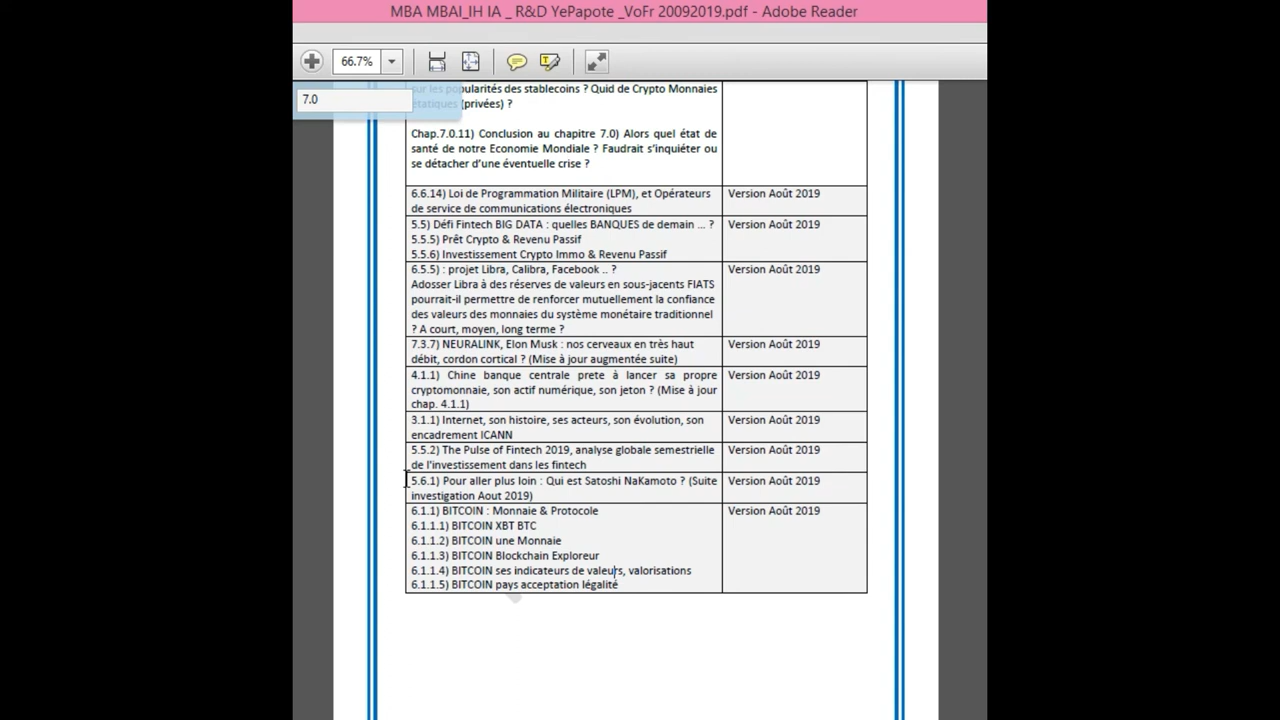 MBA MBAI_IH IA _ R&D YePapote _VoFr 20092019.pdf - Adobe Reader
66.7%
7.0
sur les popularités des stablecoins ? Quid de Crypto Monnaies
étatiques (privées) ?
Chap.7.0.11) Conclusion au chapitre 7.0) Alors quel état de
santé de notre Economie Mondiale ? Faudrait s'inquiéter ou
se détacher d'une éventuelle crise ?
6.6.14) Loi de Programmation Militaire (LPM), et Opérateurs
de service de communications électroniques
Version Août 2019
5.5) Défi Fintech BIG DATA : quelles BANQUES de demain ... ?
5.5.5) Prêt Crypto & Revenu Passif
5.5.6) Investissement Crypto Immo & Revenu Passif
Version Août 2019
6.5.5) : projet Libra, Calibra, Facebook .. ?
Adosser Libra à des réserves de valeurs en sous-jacents FIATS
pourrait-il permettre de renforcer mutuellement la confiance
des valeurs des monnaies du système monétaire traditionnel
? A court, moyen, long terme ?
Version Août 2019
7.3.7) NEURALINK, Elon Musk : nos cerveaux en très haut
débit, cordon cortical ? (Mise à jour augmentée suite)
Version Août 2019
4.1.1) Chine banque centrale prete à lancer sa propre
cryptomonnaie, son actif numérique, son jeton ? (Mise à jour
chap. 4.1.1)
Version Août 2019
3.1.1) Internet, son histoire, ses acteurs, son évolution, son
encadrement ICANN
Version Août 2019
5.5.2) The Pulse of Fintech 2019, analyse globale semestrielle
de l'investissement dans les fintech
Version Août 2019
5.6.1) Pour aller plus loin : Qui est Satoshi NaKamoto ? (Suite
investigation Aout 2019)
Version Août 2019
6.1.1) BITCOIN : Monnaie & Protocole
6.1.1.1) BITCOIN XBT BTC
6.1.1.2) BITCOIN une Monnaie
6.1.1.3) BITCOIN Blockchain Exploreur
6.1.1.4) BITCOIN ses indicateurs de valeurs, valorisations
6.1.1.5) BITCOIN pays acceptation légalité
Version Août 2019